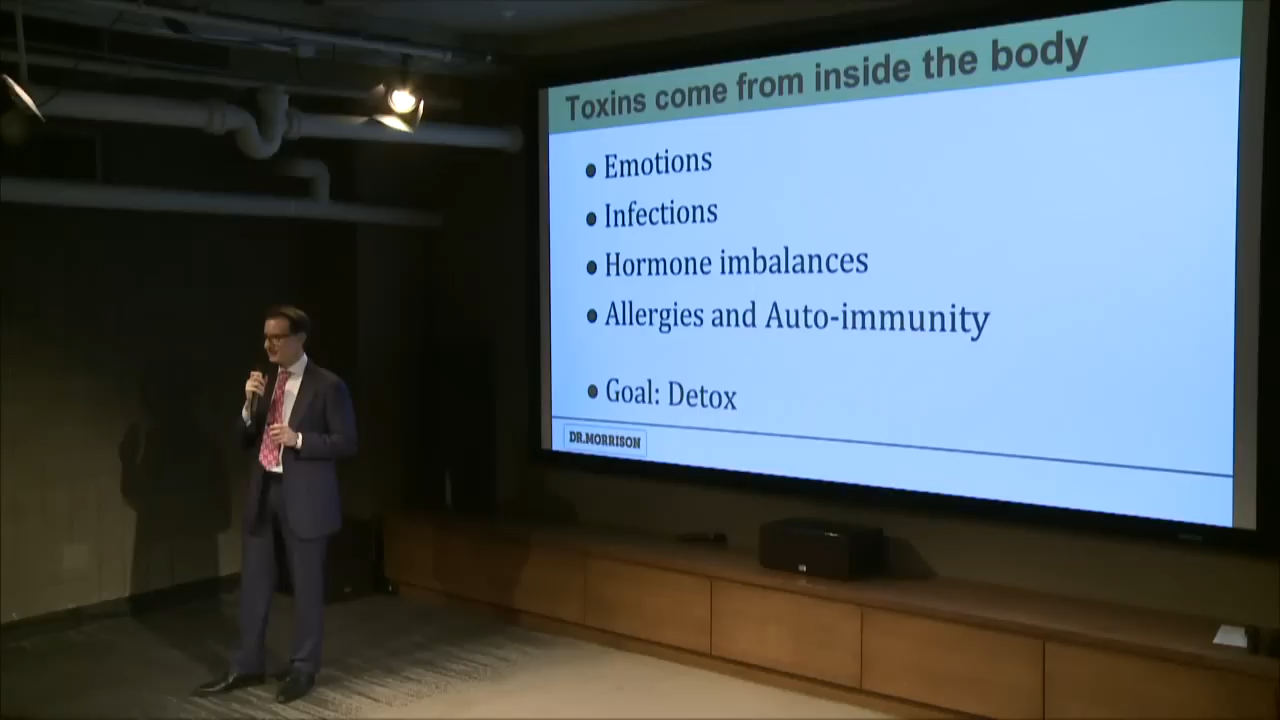 Toxins come from inside the body
● Emotions
● Infections
● Hormone imbalances
● Allergies and Auto-immunity
● Goal: Detox
DR.MORRISON